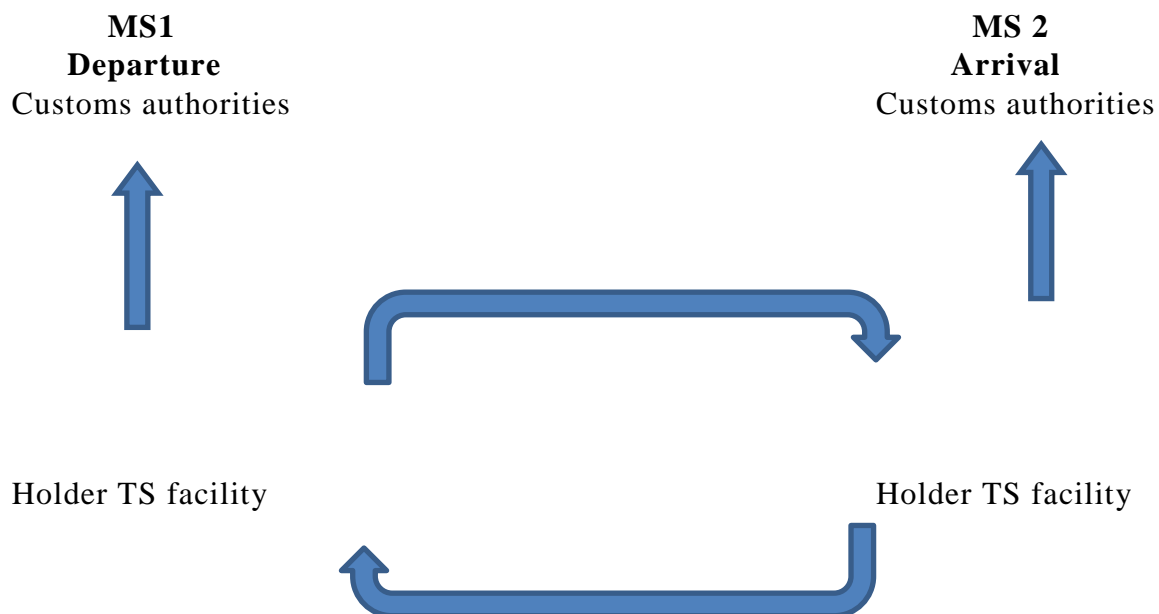 MS1
Departure
Customs authorities
MS 2
Arrival
Customs authorities
Holder TS facility
Holder TS facility